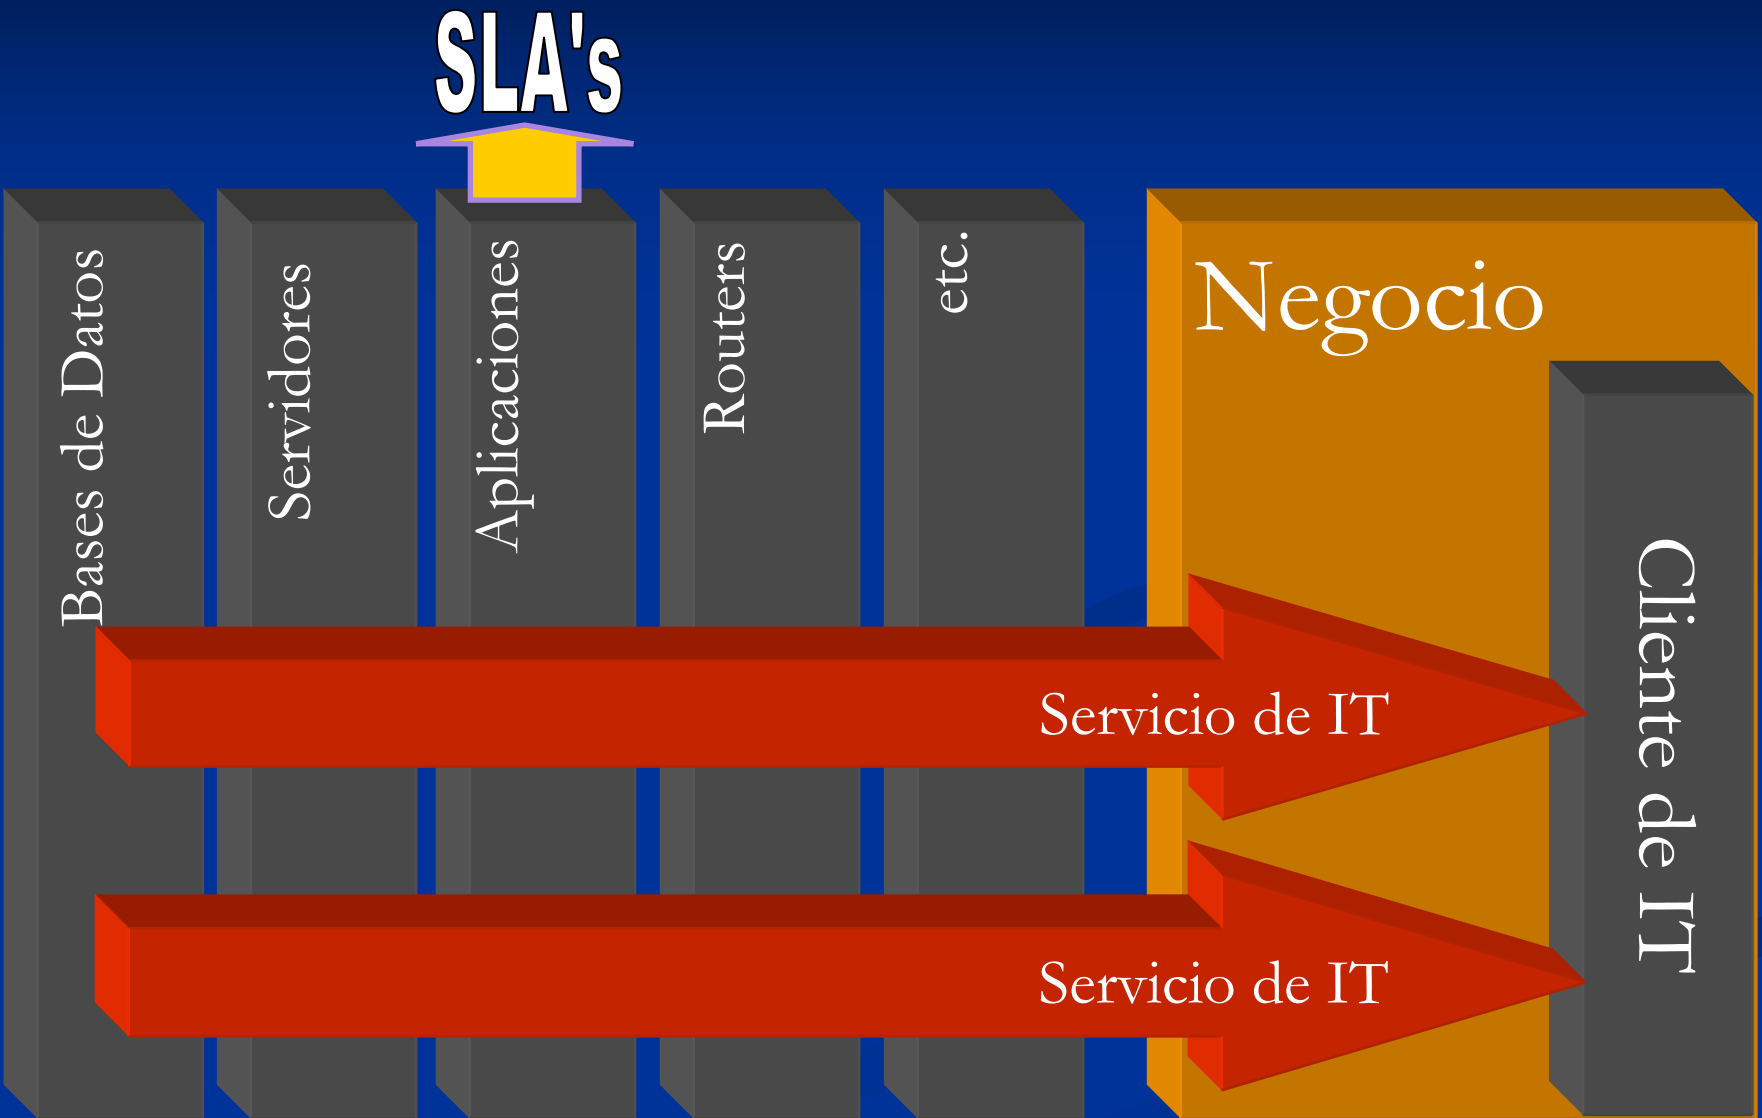 SLA's
Bases de Datos
Servidores
Aplicaciones
Routers
etc.
Negocio
Cliente de IT
Servicio de IT
Servicio de IT